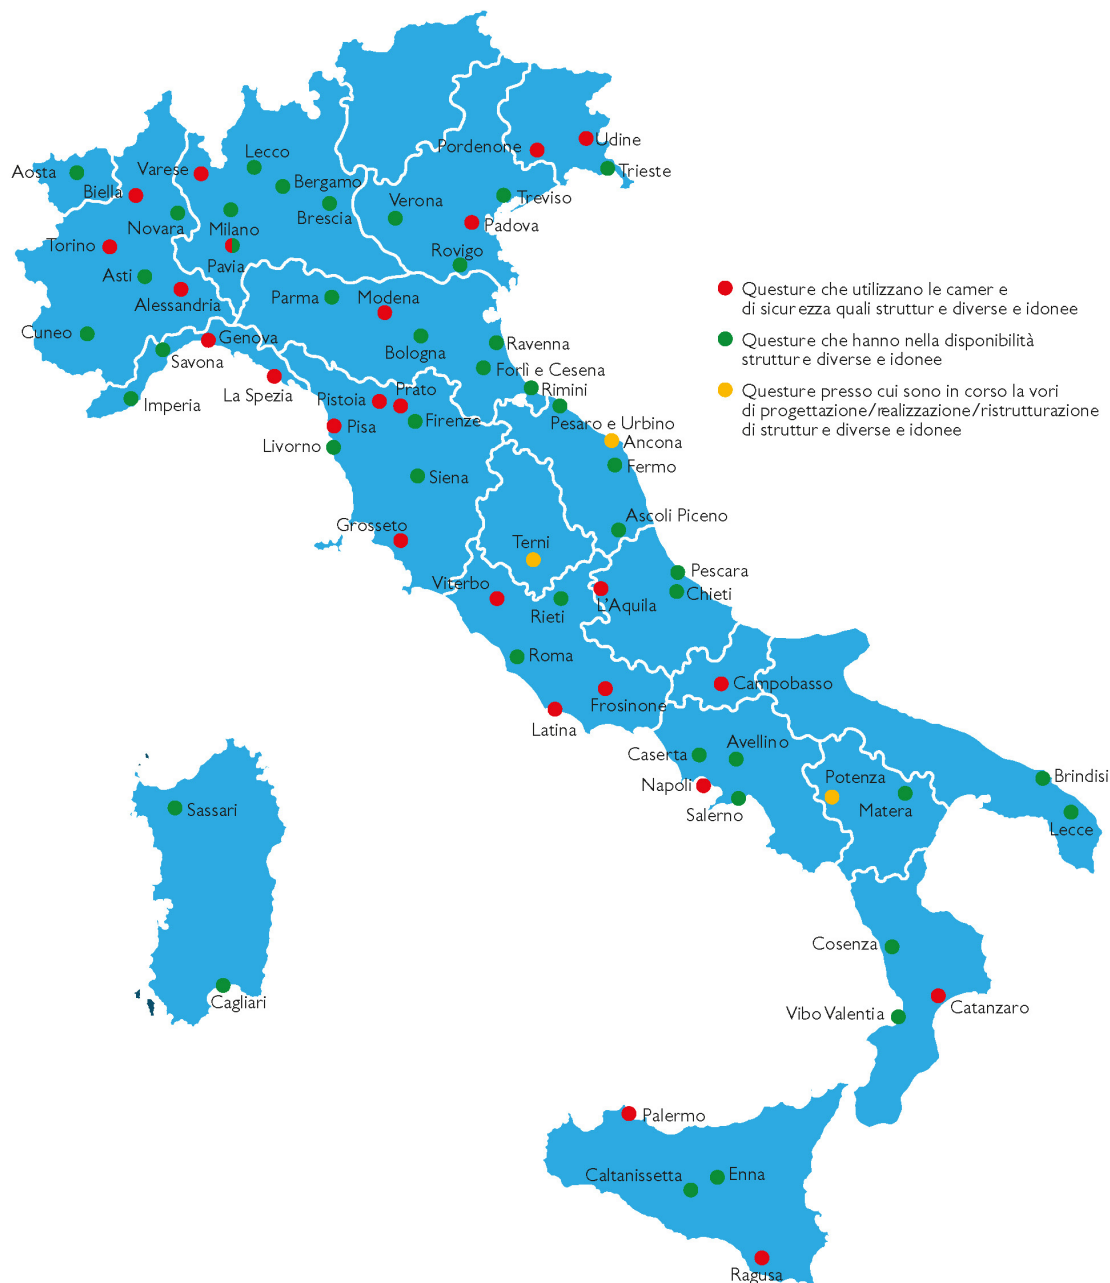 Udine
Pordenone
Lecco
Trieste
Varese
Aosta
Bergamo
Biella
Verona
Treviso
Brescia
Novara
Milano
Padova
Torino
Rovigo
Pavia
Asti
Parma
Modena
Alessandria
Cuneo
Genova
Ravenna
Bologna
Savona
Forlì e Cesena
La Spezia
Prato
Rimini
Pistoia
Imperia
Firenze
Pesaro e Urbino
Pisa
Ancona
Livorno
Fermo
Siena
Ascoli Piceno
Grosseto
Terni
Pescara
Viterbo
Chieti
L'Aquila
Rieti
Roma
Campobasso
Frosinone
Latina
Avellino
Caserta
Potenza
Brindisi
Napoli
Sassari
Matera
Salerno
Lecce
Cosenza
Cagliari
Catanzaro
Vibo Valentia
Palermo
Caltanissetta
Enna
Ragusa
Questure che utilizzano le camer e
di sicurezza quali struttur e diverse e idonee
Questure che hanno nella disponibilità
struttur e diverse e idonee
Questure presso cui sono in corso la vori
di progettazione/realizzazione/ristrutturazione
di struttur e diverse e idonee